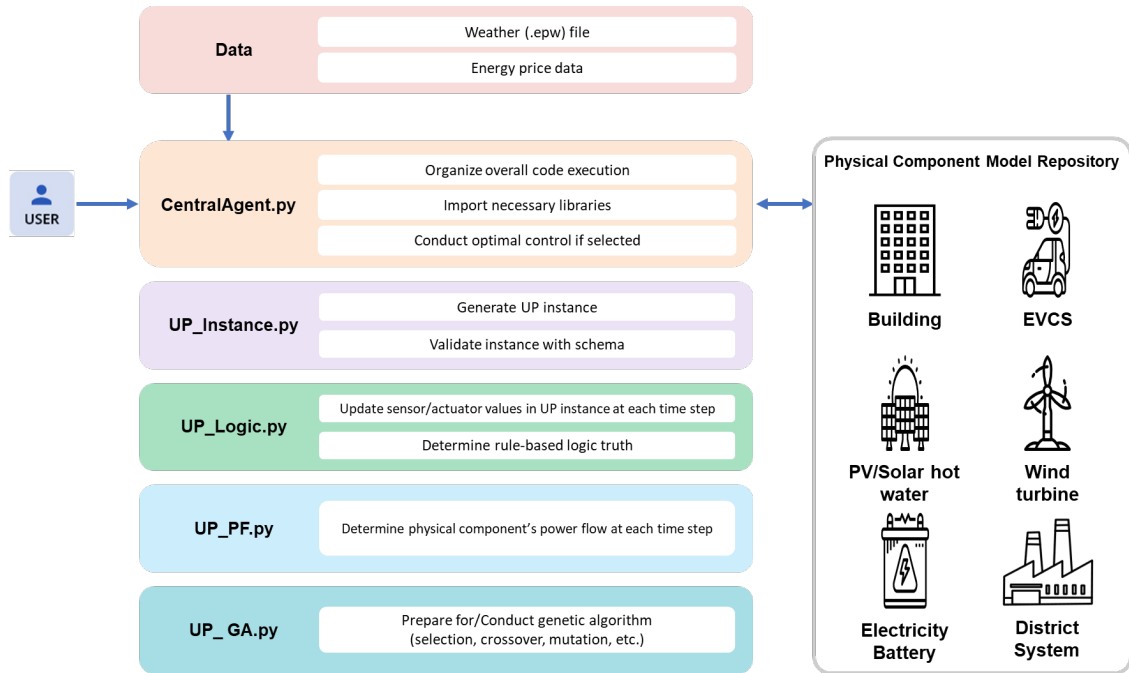 Data
Weather (.epw) file
Energy price data
USER
CentralAgent.py
Organize overall code execution
Import necessary libraries
Conduct optimal control if selected
UP_Instance.py
Generate UP instance
Validate instance with schema
UP_Logic.py
Update sensor/actuator values in UP instance at each time step
Determine rule-based logic truth
UP_PF.py
Determine physical component's power flow at each time step
UP_ GA.py
Prepare for/Conduct genetic algorithm
(selection, crossover, mutation, etc.)
Physical Component Model Repository
Building
EVCS
PV/Solar hot
water
Wind
turbine
Electricity
Battery
District
System